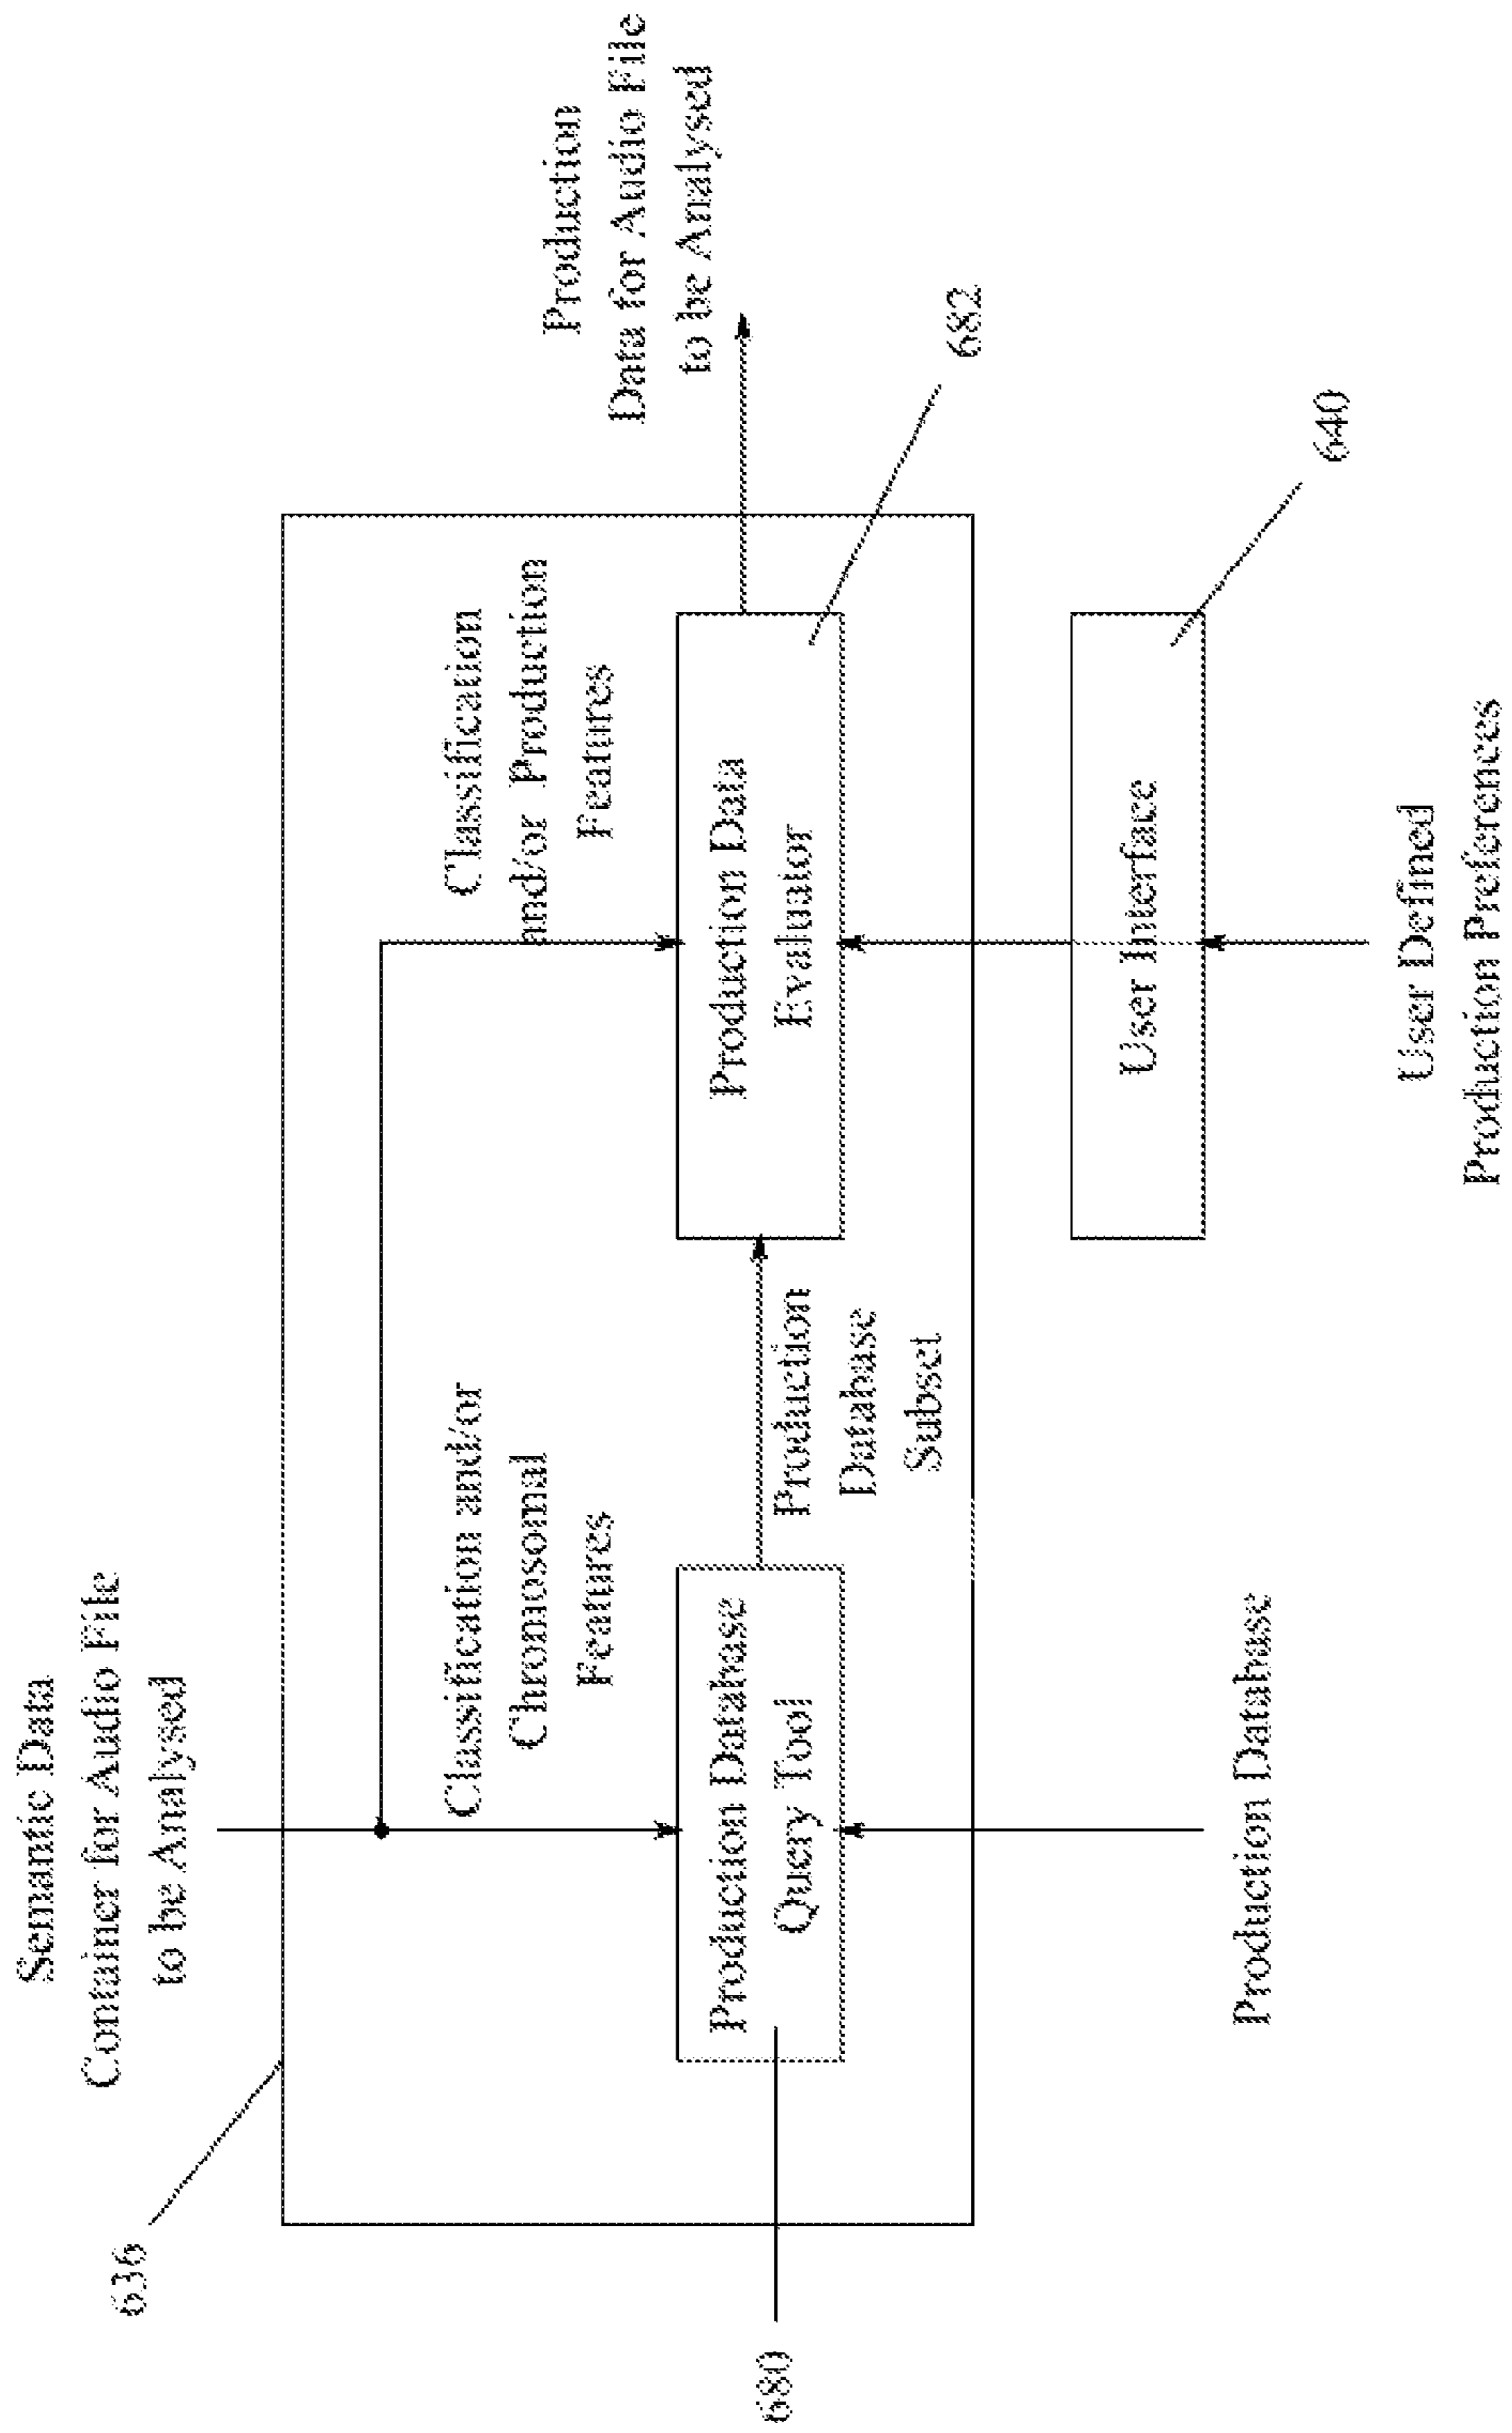 Semantic Data
Container for Audio File
to be Analysed
636
Classification and/or
Chromosomal
Features
Classification
and/or Production
Features
Production
Data for Audio File
to be Analysed
Production Database
Query Tool
680
Production
Database
Subset
Production Data
Evaluator
682
User Interface
640
Production Database
User Defined
Production Preferences